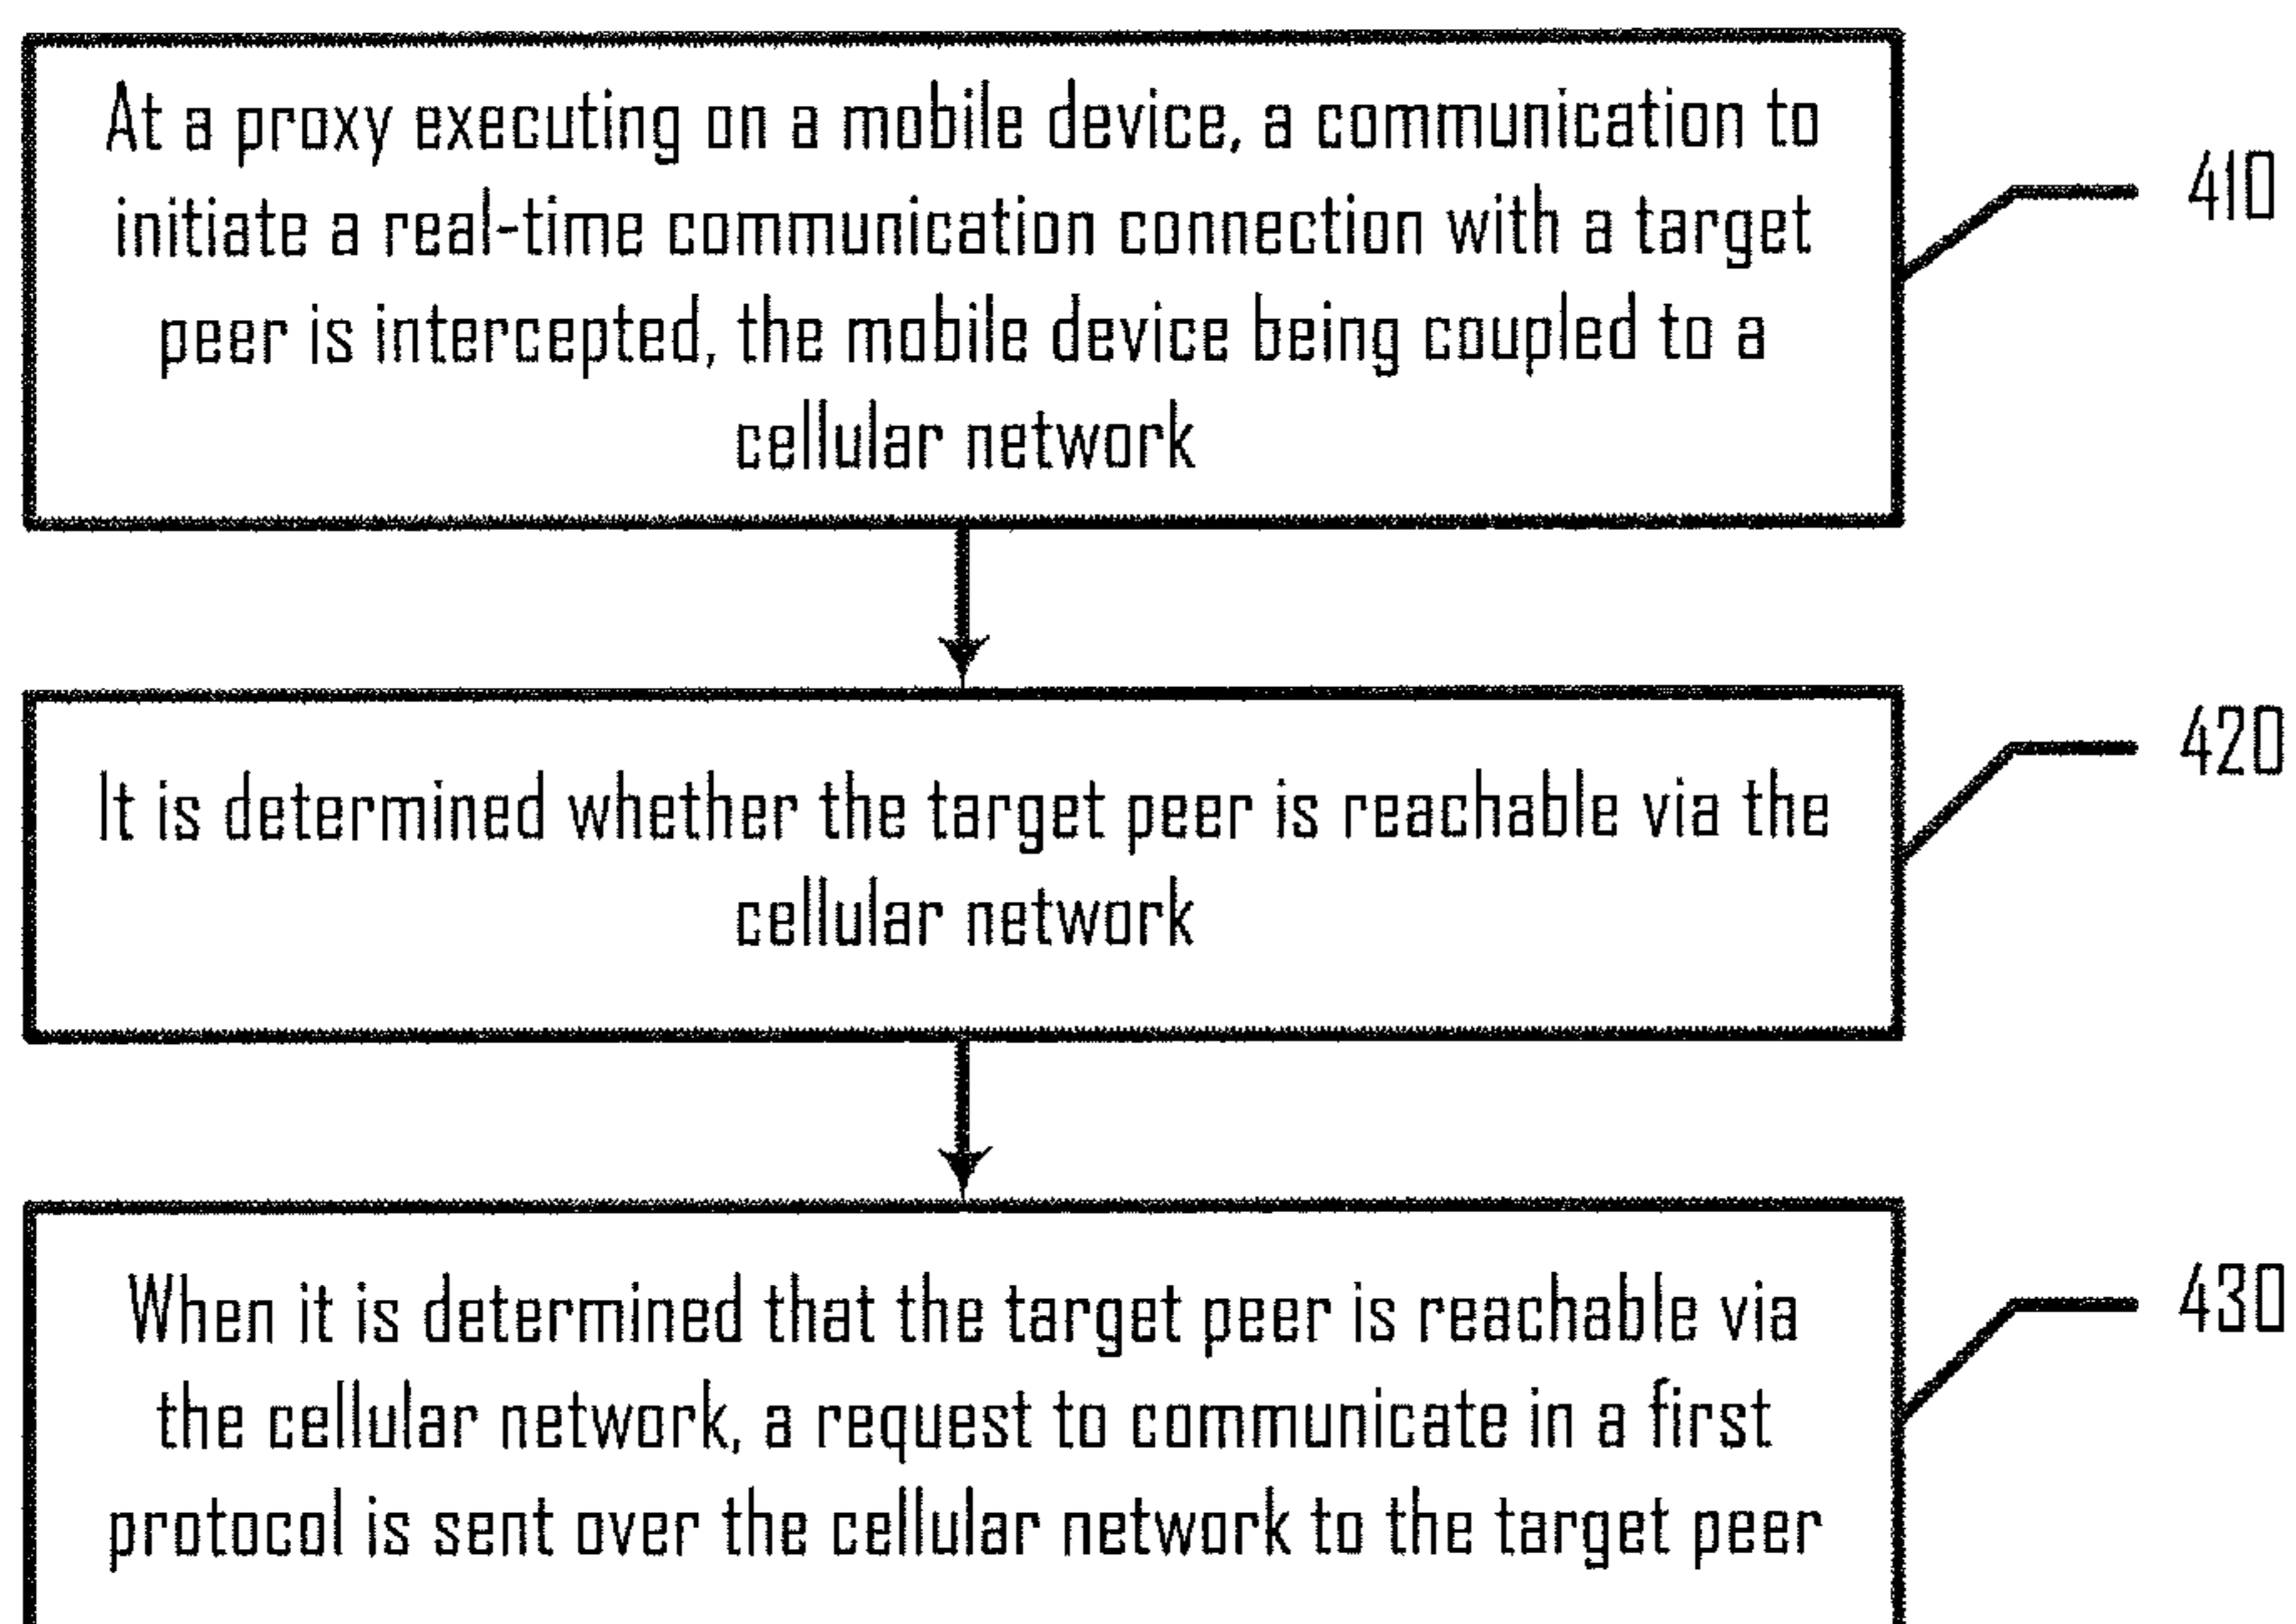 At a proxy executing on a mobile device, a communication to
initiate a real-time communication connection with a target
peer is intercepted, the mobile device being coupled to a
cellular network
410
It is determined whether the target peer is reachable via the
cellular network
420
When it is determined that the target peer is reachable via
the cellular network, a request to communicate in a first
protocol is sent over the cellular network to the target peer
430